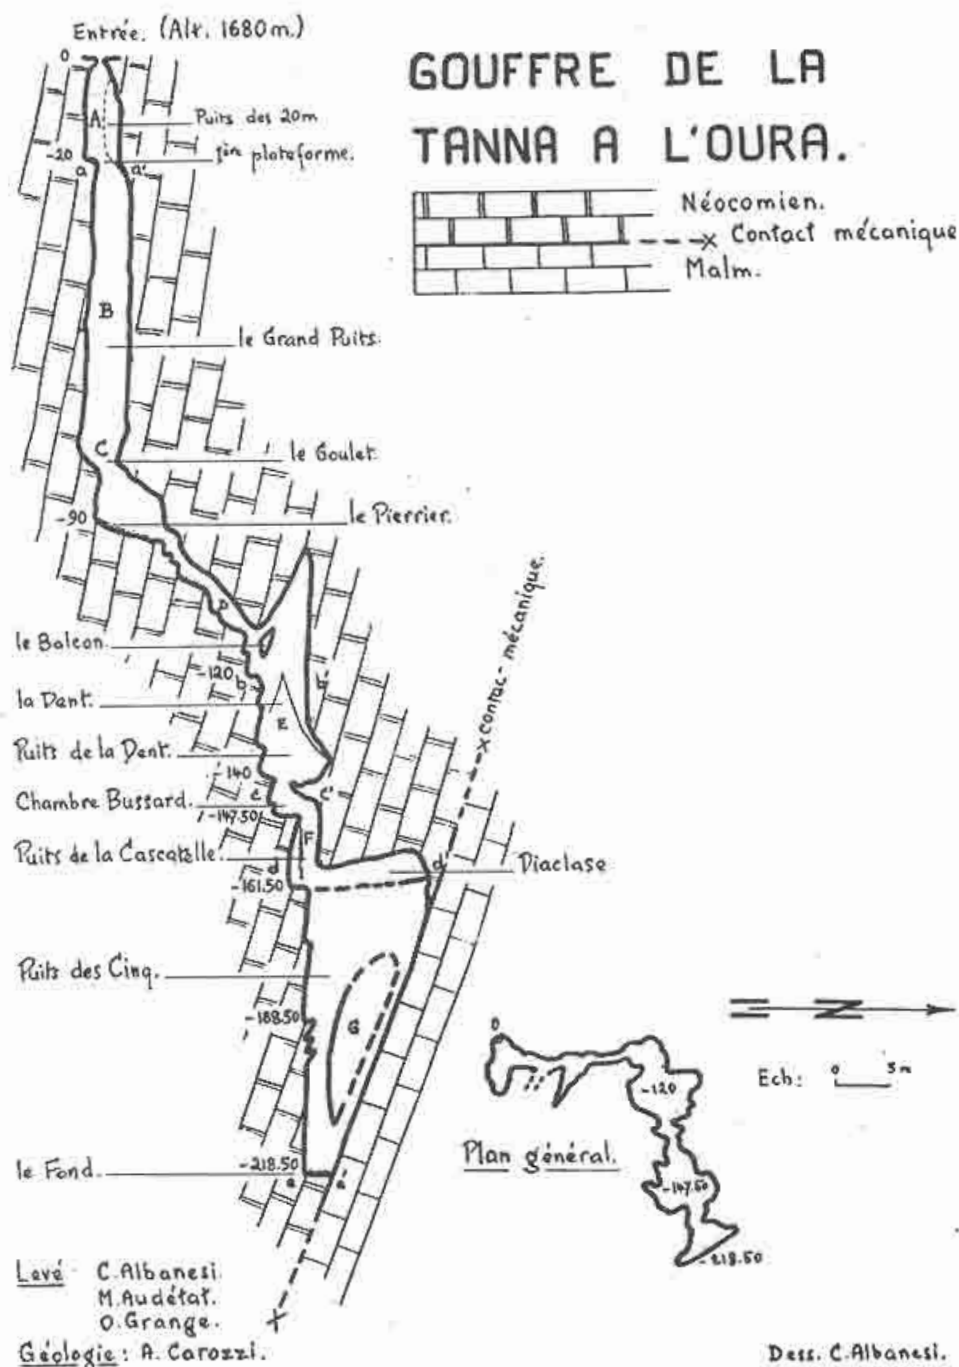 Entrée. (Alt. 1680m.)
GOUFFRE DE LA
TANNA A L'OURA.
0
A
Puits des 20m
1ère plateforme.
-20
a
a'
Néocomien.
Contact mécanique
Malm.
B
le Grand Puits.
C
le Goulet.
-90
le Pierrier.
D
contac-mécanique.
le Balcon.
-120
b
b'
la Dent.
E
Puits de la Dent.
-140
Chambre Bussard.
c
c'
-147.50
F
Puits de la Cascatelle.
d
d'
Diaclase
-161.50
Puits des Cinq.
-188.50
G
N
0
Ech: 0 5m
-120
Plan général.
le Fond.
-218.50
e
e'
-147.50
-218.50
Levé C.Albanesi.
M.Audétat.
O.Grange.
Géologie: A. Carozzi.
Dess. C.Albanesi.